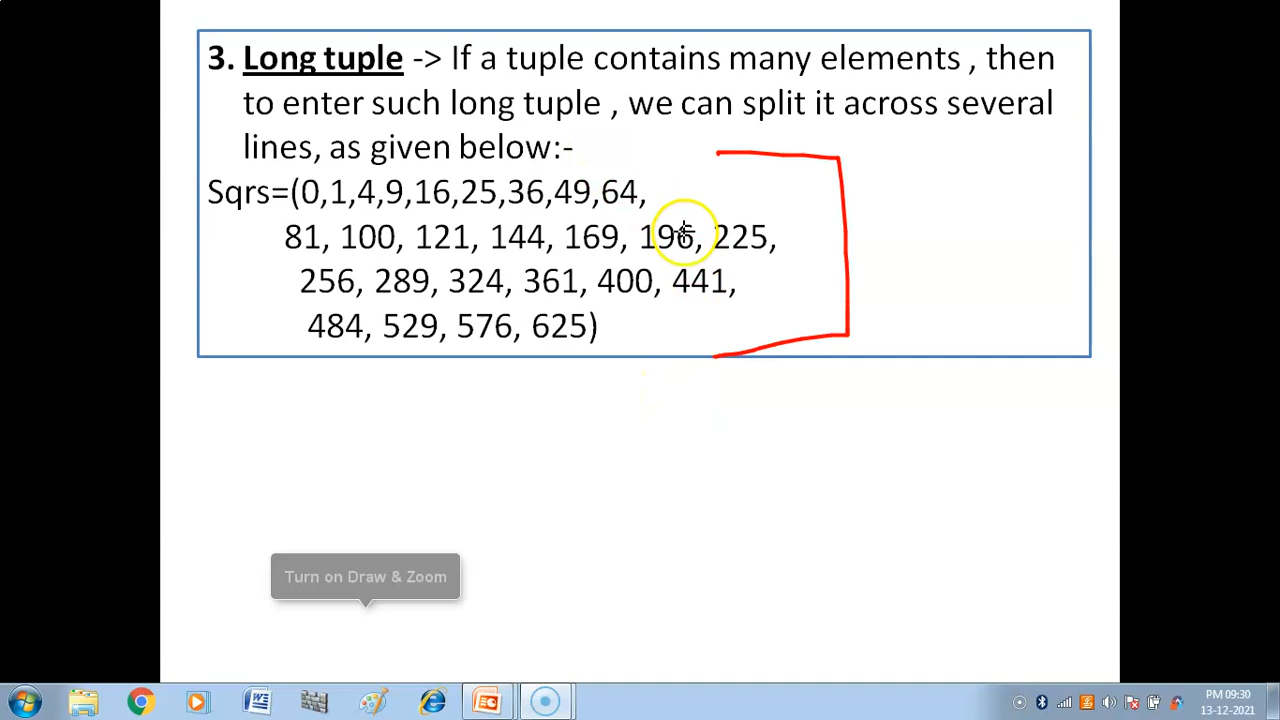 3. Long tuple -> If a tuple contains many elements , then
to enter such long tuple , we can split it across several
lines, as given below:-
Sqrs=(0,1,4,9,16,25,36,49,64,
81, 100, 121, 144, 169, 196, 225,
256, 289, 324, 361, 400, 441,
484, 529, 576, 625)
Turn on Draw & Zoom
PM 09:30
13-12-2021